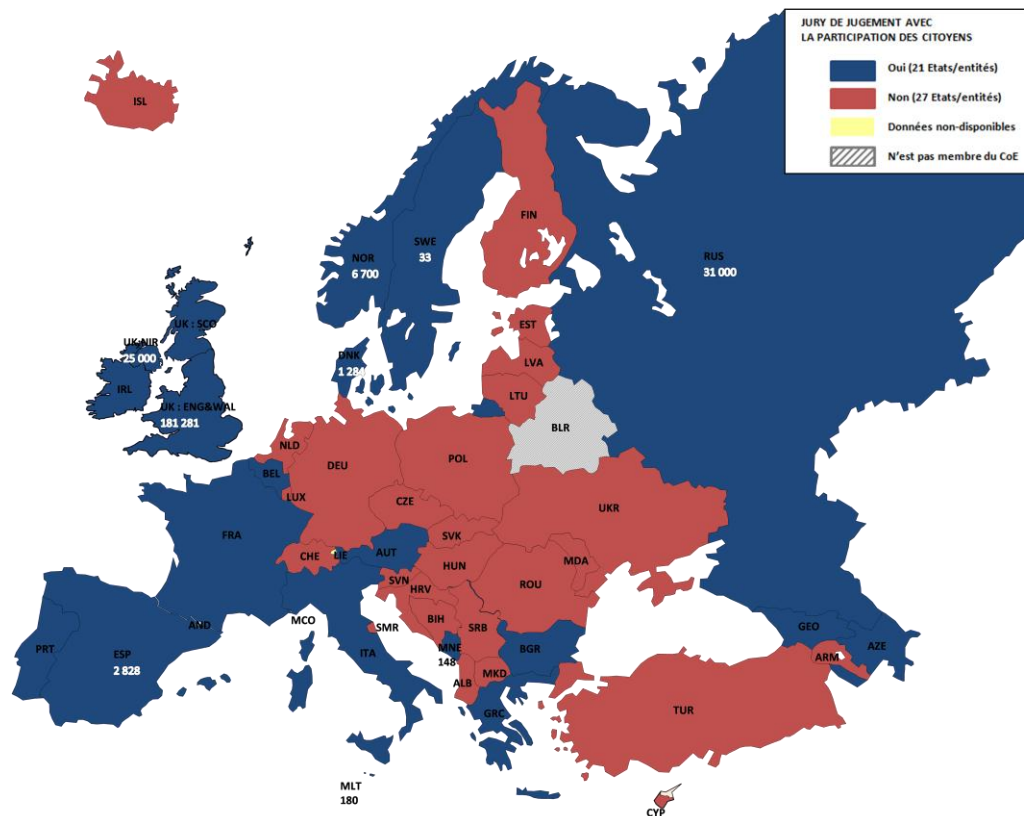 JURY DE JUGEMENT AVEC
LA PARTICIPATION DES CITOYENS
Oui (21 Etats/entités)
Non (27 Etats/entités)
Données non-disponibles
N'est pas membre du CoE
ISL
FIN
SWE
33
NOR
6 700
RUS
31 000
UK : SCO
EST
UK:NIR
25 000
DNK
1 284
LVA
IRL
LTU
UK : ENG&WAL
181 281
BLR
NLD
POL
DEU
BEL
LUX
CZE
UKR
FRA
SVK
CHE
LIE
AUT
MDA
HUN
SVN
ROU
HRV
MCO
BIH
AND
SMR
SRB
GEO
PRT
ESP
2 828
ITA
MNE
148
BGR
AZE
ARM
MKD
ALB
GRC
TUR
MLT
180
CYP